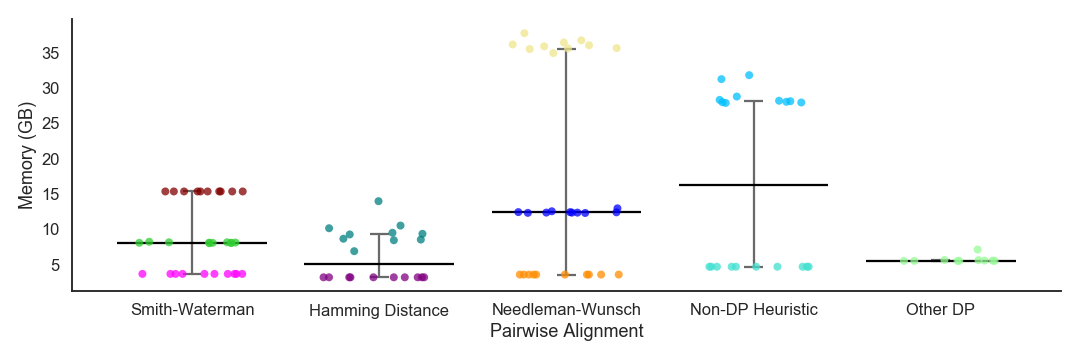 Memory (GB)
35
30
25
20
15
10
5
Smith-Waterman
Hamming Distance
Needleman-Wunsch
Non-DP Heuristic
Other DP
Pairwise Alignment